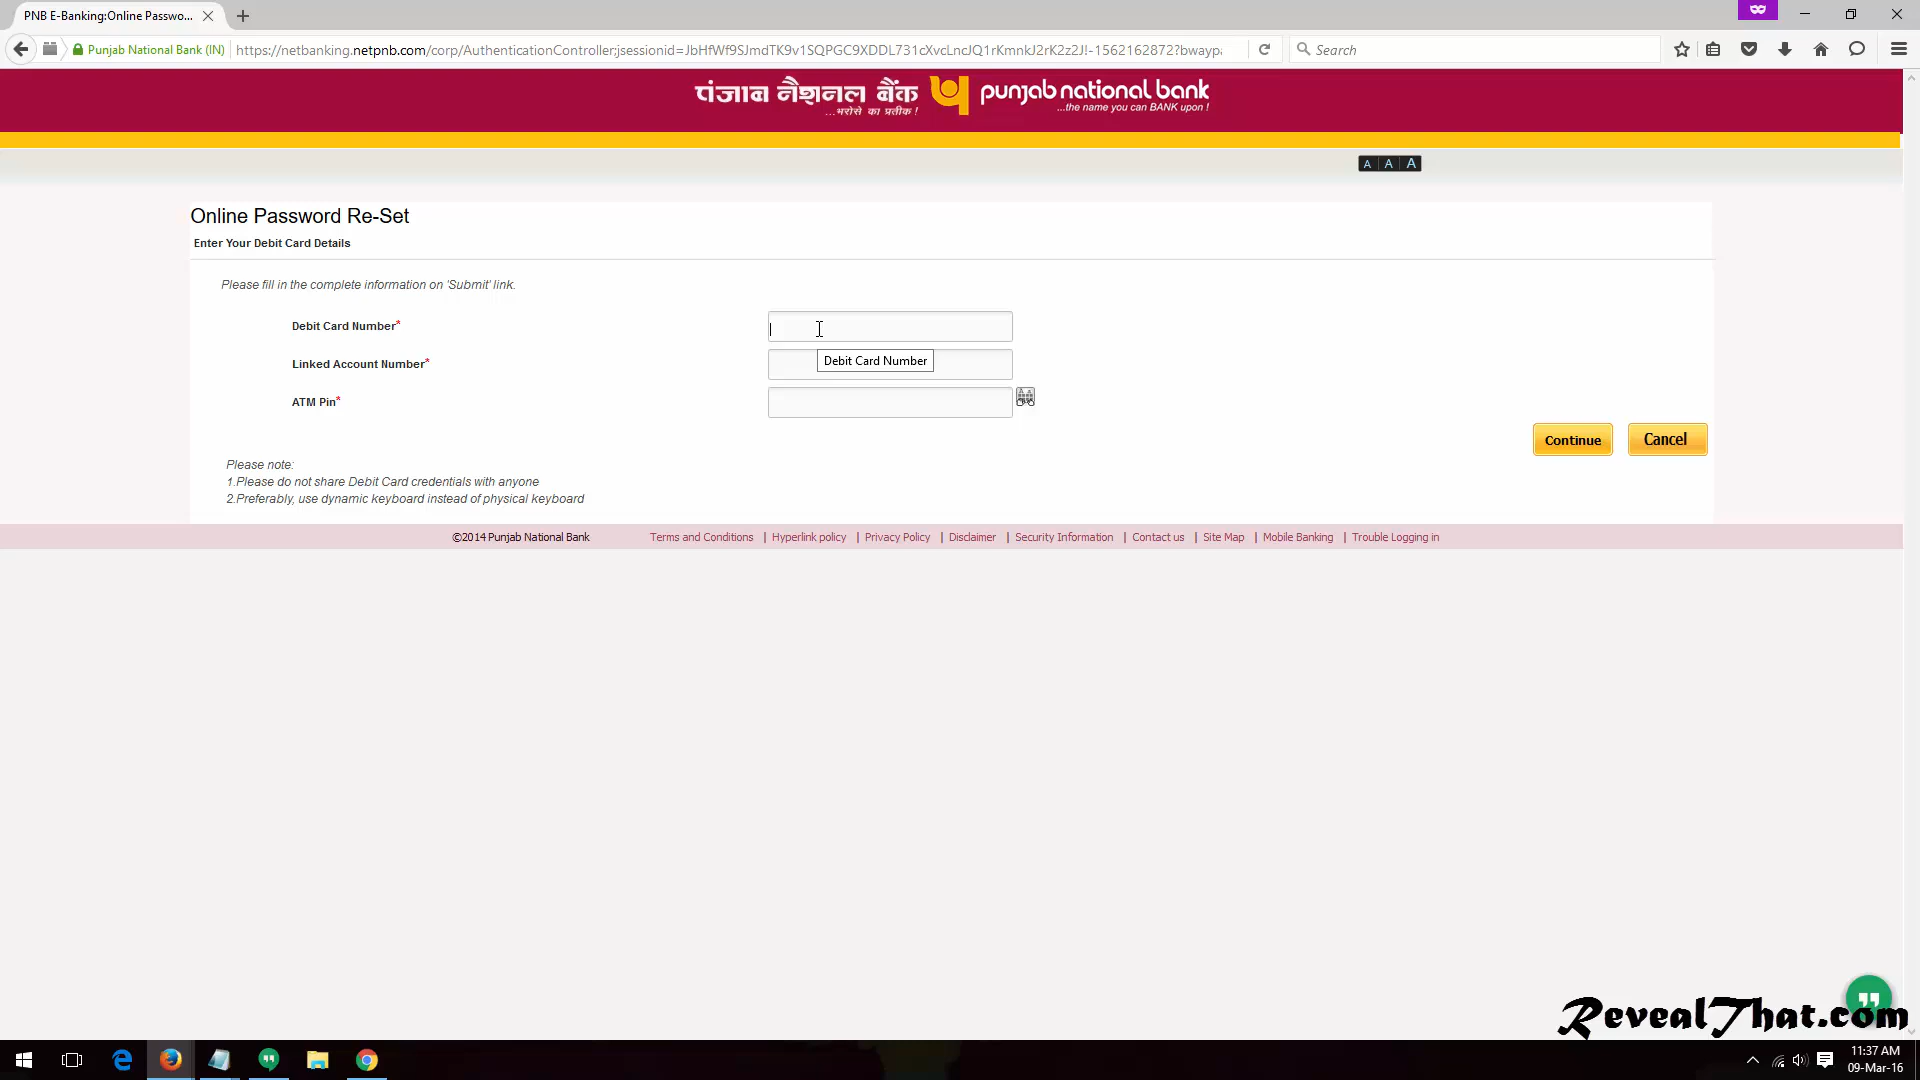 PNB E-Banking:Online Passwo...
Punjab National Bank (IN)
https://netbanking.netpnb.com/corp/AuthenticationController;jsessionid=JbHfWf9SJmdTK9v1SQPGC9XDDL731cXvcLncJQ1rKmnkJ2rK2z2J!-1562162872?bwaypa
Search
पंजाब नैशनल बैंक
...भरोसे का प्रतीक !
punjab national bank
...the name you can BANK upon !
A A A
Online Password Re-Set
Enter Your Debit Card Details
Please fill in the complete information on 'Submit' link.
Debit Card Number*
Debit Card Number
Linked Account Number*
ATM Pin*
Continue Cancel
Please note:
1.Please do not share Debit Card credentials with anyone
2.Preferably, use dynamic keyboard instead of physical keyboard
©2014 Punjab National Bank Terms and Conditions | Hyperlink policy | Privacy Policy | Disclaimer | Security Information | Contact us | Site Map | Mobile Banking | Trouble Logging in
RevealThat.com
11:37 AM
09-Mar-16